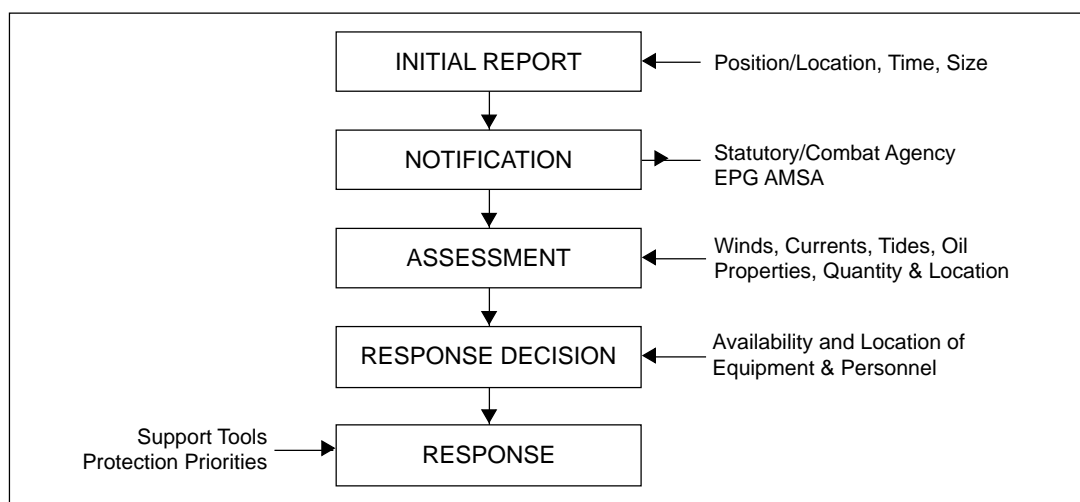 INITIAL REPORT
Position/Location, Time, Size
NOTIFICATION
Statutory/Combat Agency
EPG AMSA
ASSESSMENT
Winds, Currents, Tides, Oil
Properties, Quantity & Location
RESPONSE DECISION
Availability and Location of
Equipment & Personnel
Support Tools
Protection Priorities
RESPONSE